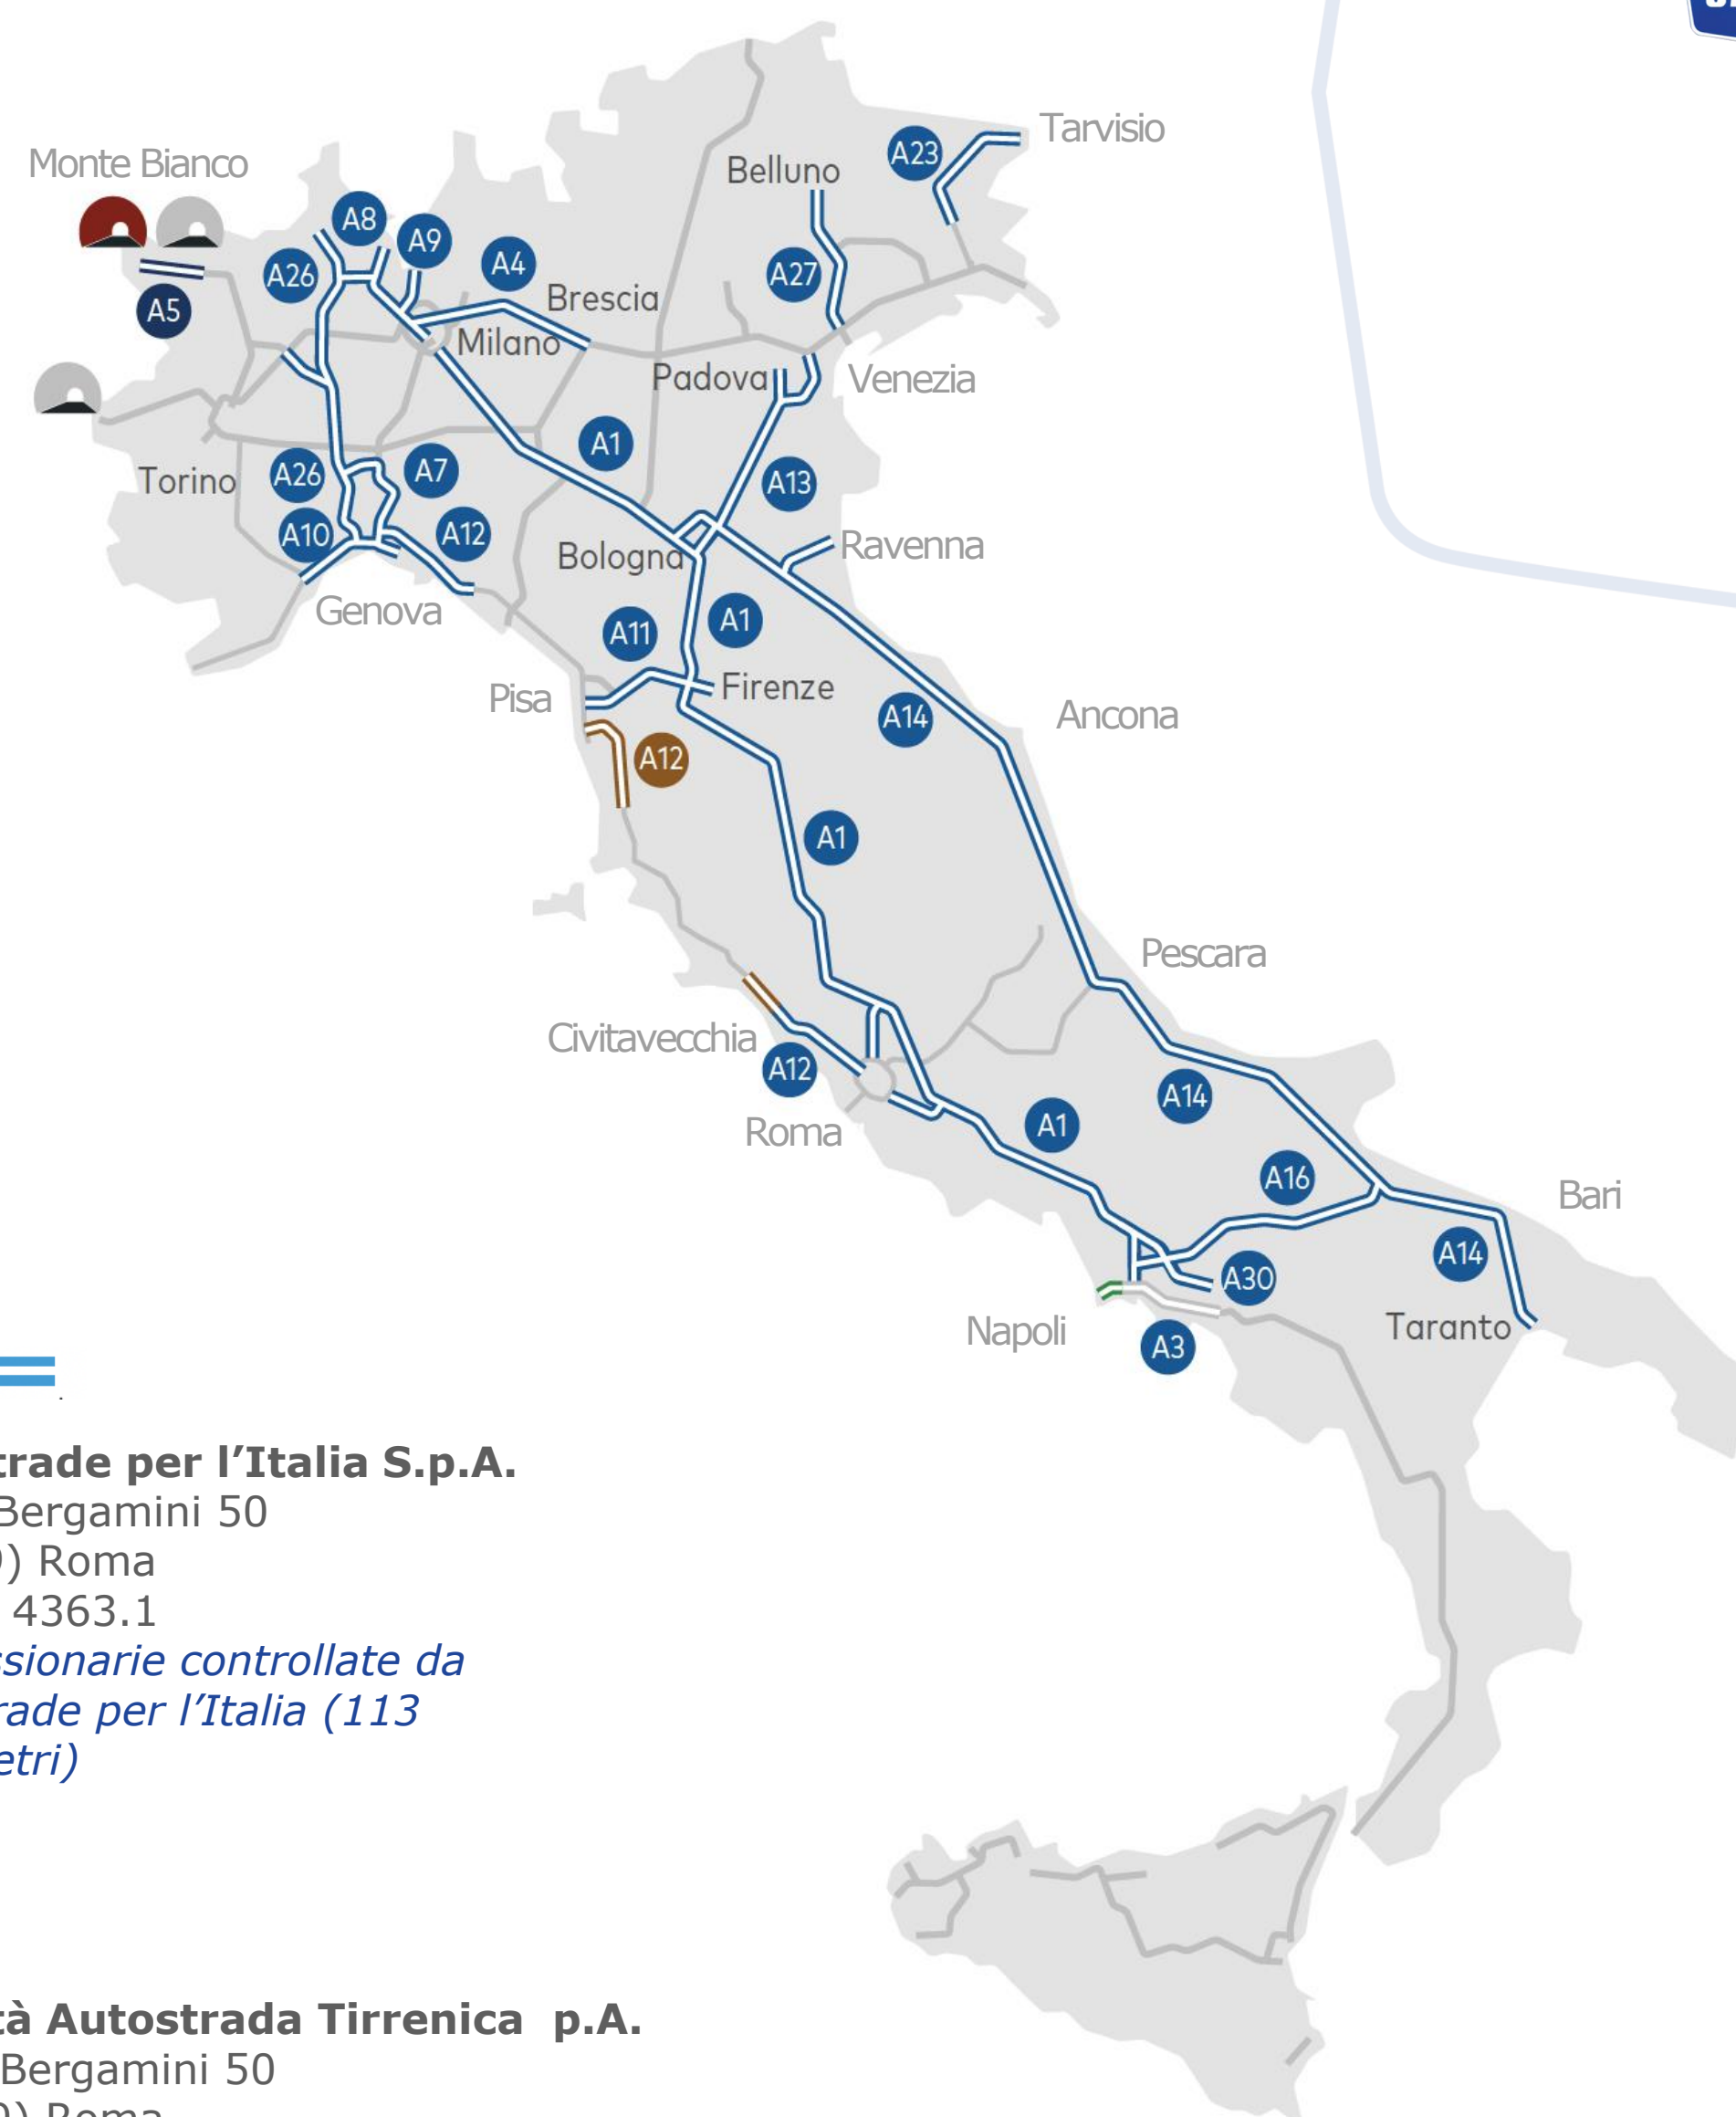 Tarvisio
Monte Bianco
A23
Belluno
A8
A9
A4
A26
A27
A5
Brescia
Milano
Padova
Venezia
A1
Torino
A26
A7
A13
A10
A12
Ravenna
Bologna
Genova
A11
A1
Firenze
Pisa
A14
Ancona
A12
A1
Pescara
Civitavecchia
A12
A14
A1
Roma
A16
Bari
A14
A30
Napoli
A3
Taranto
trade per l'Italia S.p.A.
Bergamini 50
) Roma
4363.1
ssionarie controllate da
rade per l'Italia (113
etri)
tà Autostrada Tirrenica p.A.
Bergamini 50
) Roma